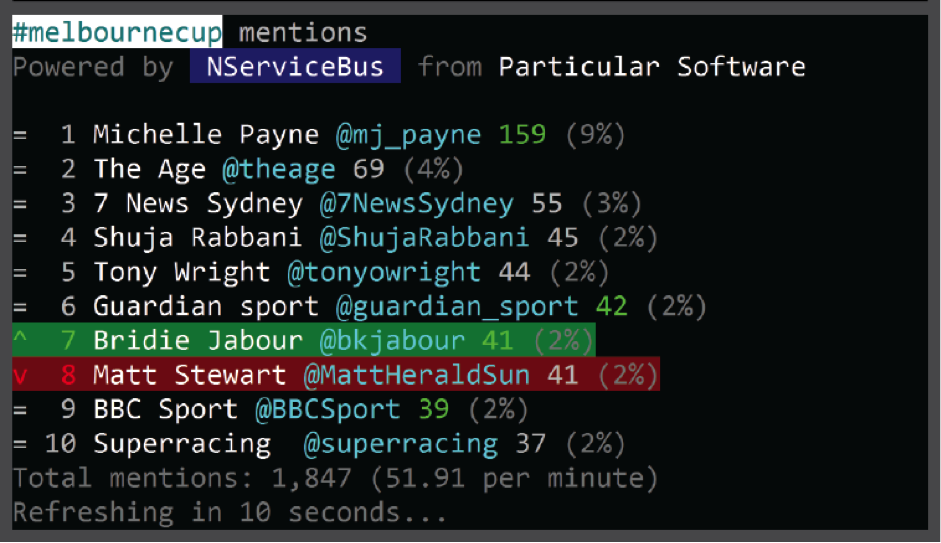 #melbournecup mentions
Powered by NServiceBus from Particular Software
= 1 Michelle Payne @mj_payne 159 (9%)
= 2 The Age @theage 69 (4%)
= 3 7 News Sydney @7NewsSydney 55 (3%)
= 4 Shuja Rabbani @ShujaRabbani 45 (2%)
= 5 Tony Wright @tonyowright 44 (2%)
= 6 Guardian sport @guardian_sport 42 (2%)
^ 7 Bridie Jabour @bkjabour 41 (2%)
v 8 Matt Stewart @MattHeraldSun 41 (2%)
= 9 BBC Sport @BBCSport 39 (2%)
= 10 Superracing @superracing 37 (2%)
Total mentions: 1,847 (51.91 per minute)
Refreshing in 10 seconds...